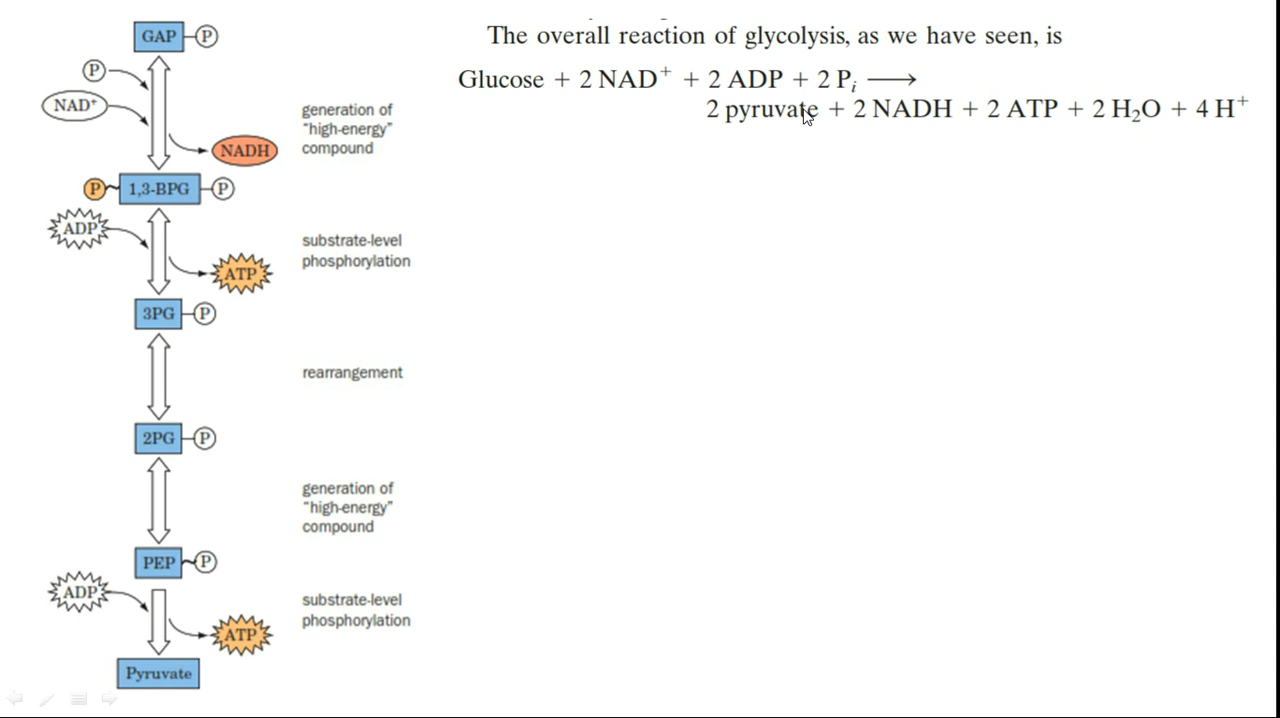 The overall reaction of glycolysis, as we have seen, is
Glucose + 2 NAD⁺ + 2 ADP + 2 Pᵢ ⟶
2 pyruvate + 2 NADH + 2 ATP + 2 H₂O + 4 H⁺
GAP P
P
NAD⁺
generation of
"high-energy"
compound
NADH
P 1,3-BPG P
ADP
substrate-level
phosphorylation
ATP
3PG P
rearrangement
2PG P
generation of
"high-energy"
compound
PEP P
ADP
substrate-level
phosphorylation
ATP
Pyruvate